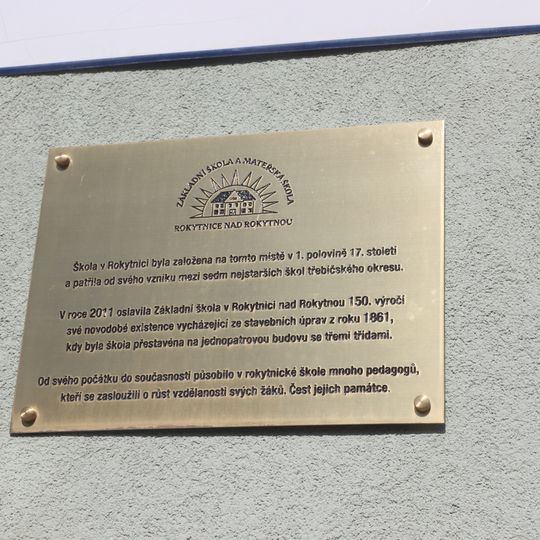 ZÁKLADNÍ ŠKOLA A MATEŘSKÁ ŠKOLA
ROKYTNICE NAD ROKYTNOU
Škola v Rokytnici byla založena na tomto místě v 1. polovině 17. století
a patřila od svého vzniku mezi sedm nejstarších škol třebíčského okresu.
V roce 2011 oslavila Základní škola v Rokytnici nad Rokytnou 150. výročí
své novodobé existence vycházející ze stavebních úprav z roku 1861,
kdy byla škola přestavěna na jednopatrovou budovu se třemi třídami.
Od svého počátku do současnosti působilo v rokytnické škole mnoho pedagogů,
kteří se zasloužili o růst vzdělanosti svých žáků. Čest jejich památce.